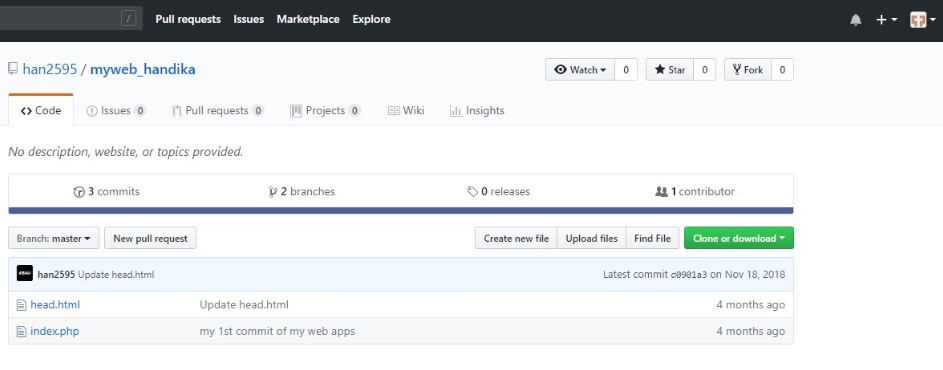 / Pull requests Issues Marketplace Explore
han2595 / myweb_handika Watch 0 Star 0 Fork 0
Code Issues 0 Pull requests 0 Projects 0 Wiki Insights
No description, website, or topics provided.
3 commits 2 branches 0 releases 1 contributor
Branch: master New pull request Create new file Upload files Find File Clone or download
han2595 Update head.html Latest commit c0901a3 on Nov 18, 2018
head.html Update head.html 4 months ago
index.php my 1st commit of my web apps 4 months ago